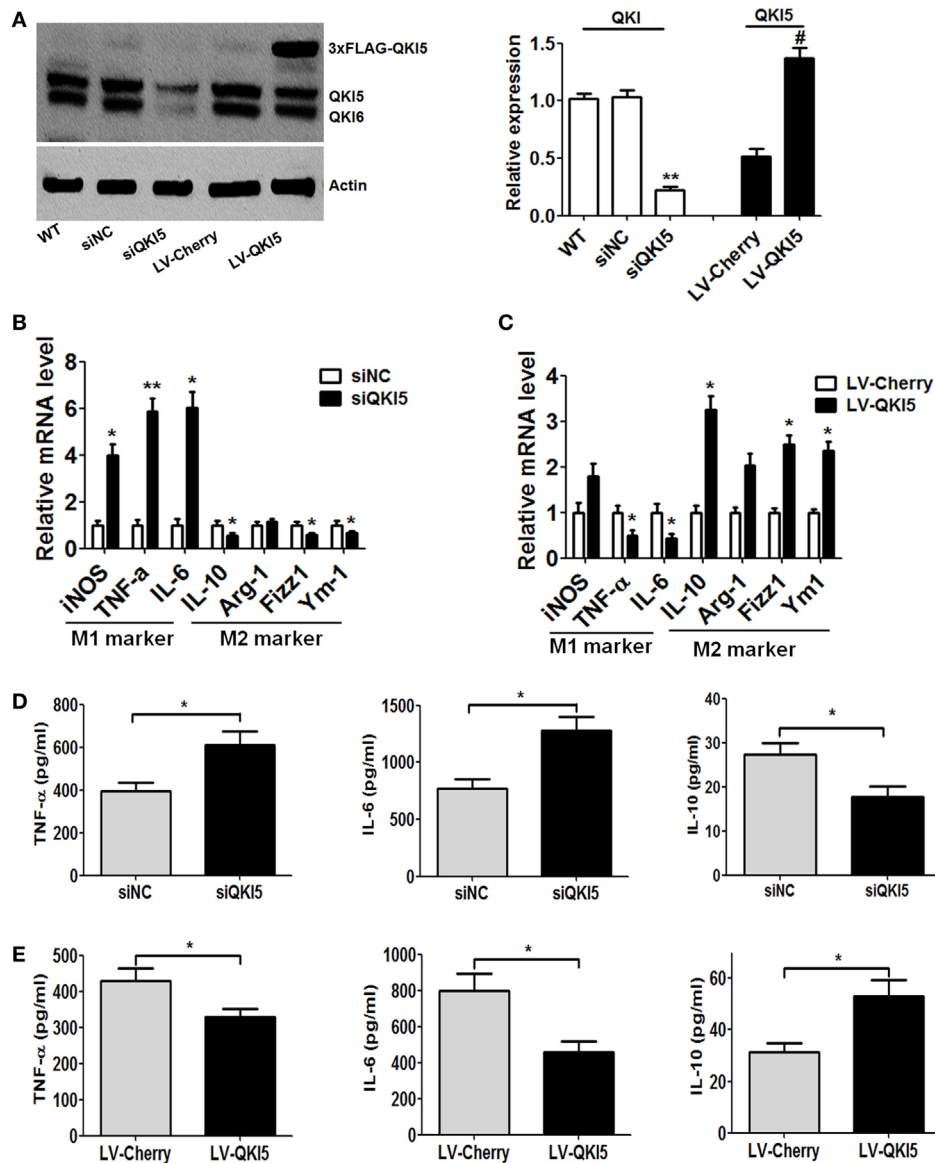 A
3xFLAG-QKI5
QKI5
QKI6
Actin
WT
siNC
siQKI5
LV-Cherry
LV-QKI5
QKI
QKI5
Relative expression
1.5
1.0
0.5
0.0
**
#
WT
siNC
siQKI5
LV-Cherry
LV-QKI5
B
Relative mRNA level
8
6
4
2
0
siNC
siQKI5
*
**
*
*
*
*
iNOS
TNF-a
IL-6
IL-10
Arg-1
Fizz1
Ym-1
M1 marker
M2 marker
C
Relative mRNA level
4
3
2
1
0
LV-Cherry
LV-QKI5
*
*
*
*
*
iNOS
TNF-α
IL-6
IL-10
Arg-1
Fizz1
Ym1
M1 marker
M2 marker
D
TNF-α (pg/ml)
800
600
400
200
0
*
siNC
siQKI5
IL-6 (pg/ml)
1500
1000
500
0
*
siNC
siQKI5
IL-10 (pg/ml)
40
30
20
10
0
*
siNC
siQKI5
E
TNF-α (pg/ml)
500
400
300
200
100
0
*
LV-Cherry
LV-QKI5
IL-6 (pg/ml)
1000
800
600
400
200
0
*
LV-Cherry
LV-QKI5
IL-10 (pg/ml)
60
40
20
0
*
LV-Cherry
LV-QKI5